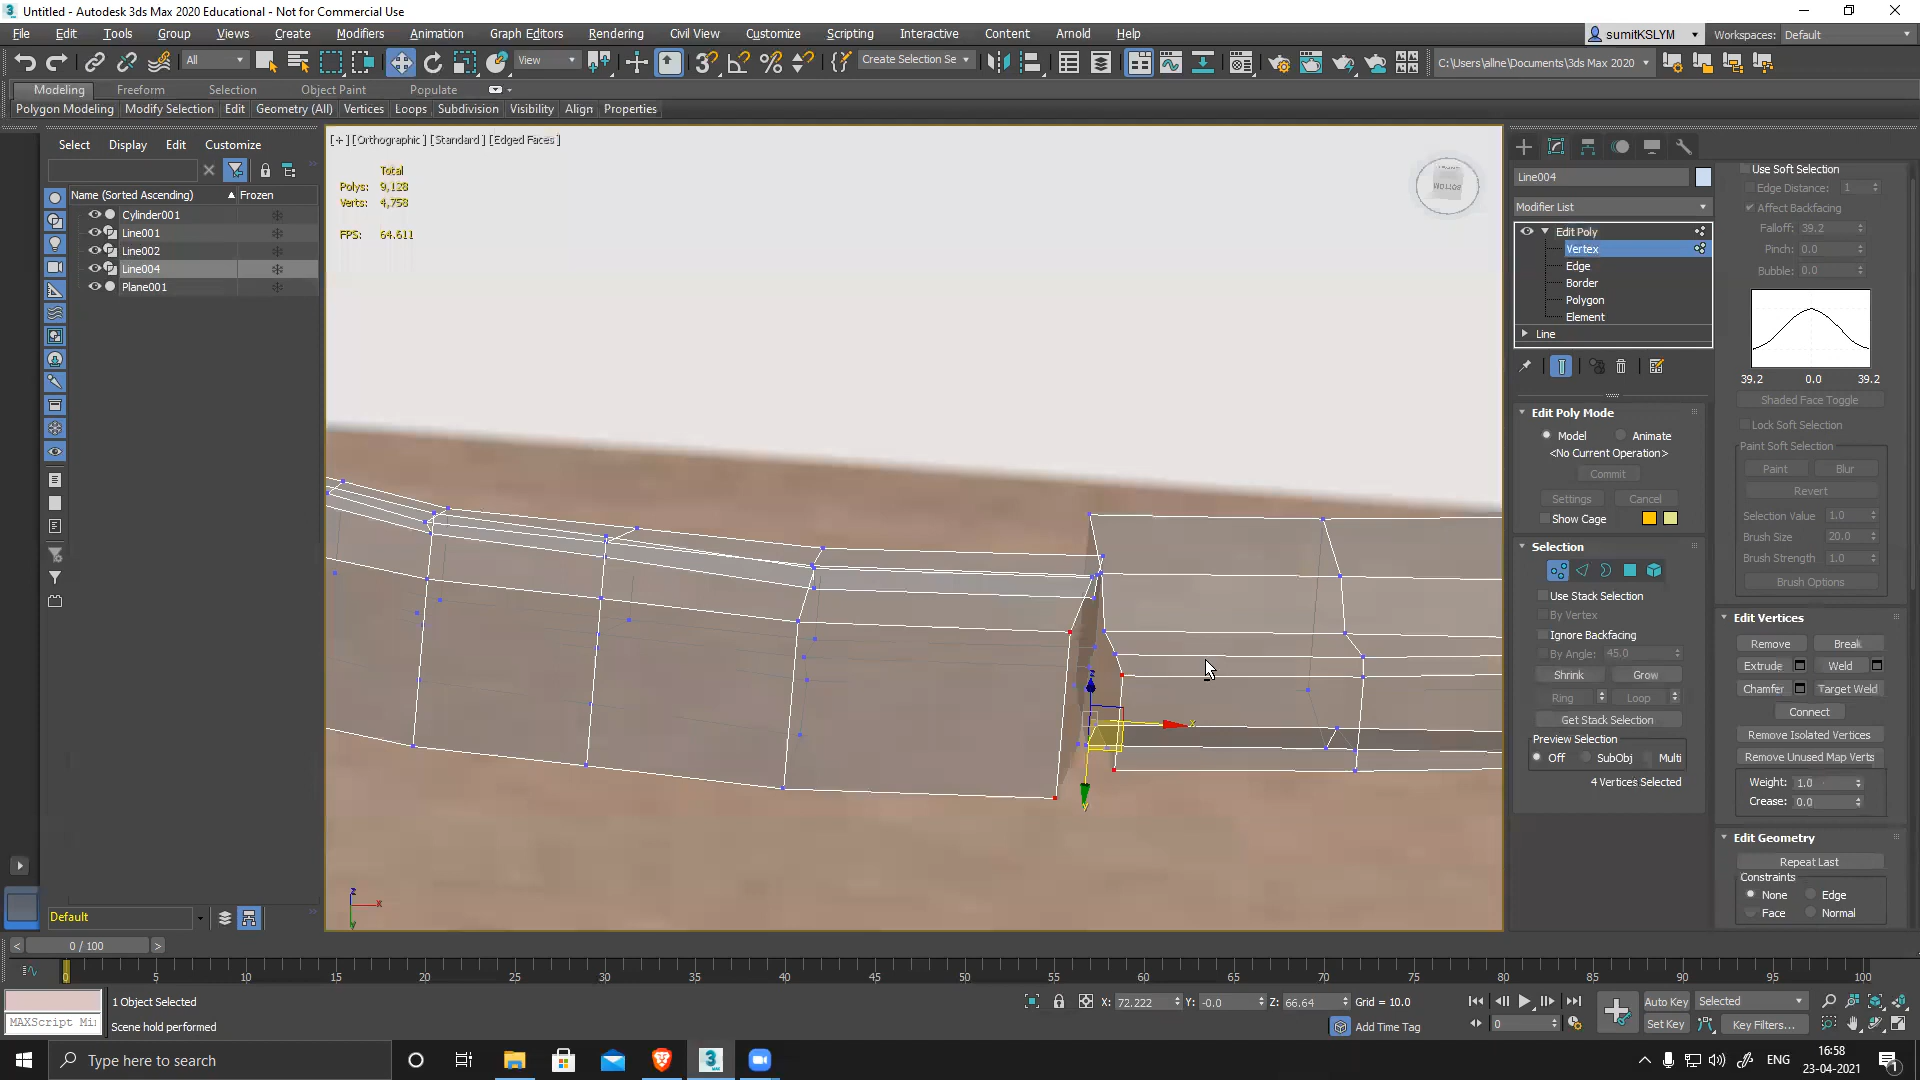 Untitled - Autodesk 3ds Max 2020 Educational - Not for Commercial Use
File Edit Tools Group Views Create Modifiers Animation Graph Editors Rendering Civil View Customize Scripting Interactive Content Arnold Help
sumitKSLYM
Workspaces: Default
All
View
Create Selection Se
C:\Users\allne\Documents\3ds Max 2020
Modeling Freeform Selection Object Paint Populate
Polygon Modeling Modify Selection Edit Geometry (All) Vertices Loops Subdivision Visibility Align Properties
Select Display Edit Customize
Name (Sorted Ascending) Frozen
Cylinder001
Line001
Line002
Line004
Plane001
Default
[+] [Orthographic] [Standard] [Edged Faces]
Total
Polys: 9,128
Verts: 4,758
FPS: 64.611
BOTTOM
z
x
y
z
x
y
Line004
Modifier List
Edit Poly
Vertex
Edge
Border
Polygon
Element
Line
Edit Poly Mode
Model Animate
<No Current Operation>
Commit
Settings Cancel
Show Cage
Selection
Use Stack Selection
By Vertex
Ignore Backfacing
By Angle: 45.0
Shrink Grow
Ring Loop
Get Stack Selection
Preview Selection
Off SubObj Multi
4 Vertices Selected
Use Soft Selection
Edge Distance: 1
Affect Backfacing
Falloff: 39.2
Pinch: 0.0
Bubble: 0.0
39.2 0.0 39.2
Shaded Face Toggle
Lock Soft Selection
Paint Soft Selection
Paint Blur
Revert
Selection Value 1.0
Brush Size 20.0
Brush Strength 1.0
Brush Options
Edit Vertices
Remove Break
Extrude Weld
Chamfer Target Weld
Connect
Remove Isolated Vertices
Remove Unused Map Verts
Weight: 1.0
Crease: 0.0
Edit Geometry
Repeat Last
Constraints
None Edge
Face Normal
< 0 / 100 >
0 5 10 15 20 25 30 35 40 45 50 55 60 65 70 75 80 85 90 95 100
1 Object Selected
MAXScript Mi
Scene hold performed
X: 72.222 Y: -0.0 Z: 66.64 Grid = 10.0
Add Time Tag
0
Auto Key Selected
Set Key Key Filters...
Type here to search
3
MAX
ENG
16:58
23-04-2021
1